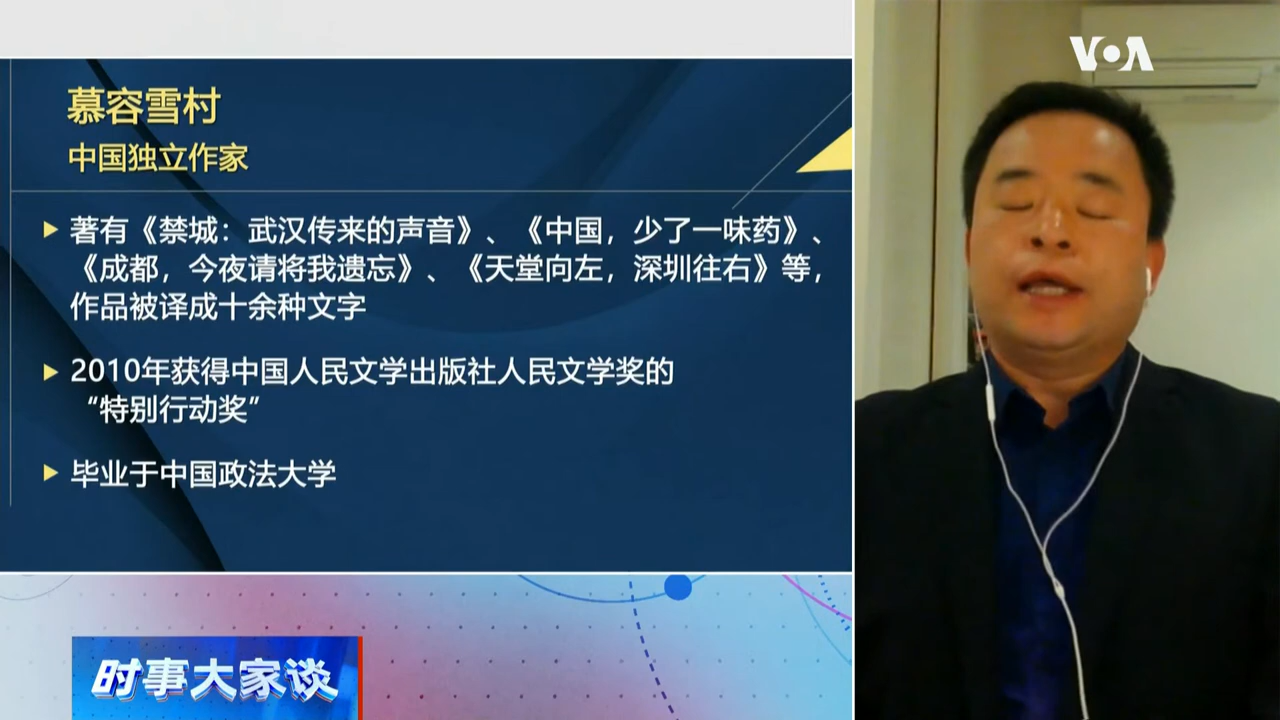 慕容雪村
中国独立作家
著有《禁城：武汉传来的声音》、《中国，少了一味药》、
《成都，今夜请将我遗忘》、《天堂向左，深圳往右》等，
作品被译成十余种文字
2010年获得中国人民文学出版社人民文学奖的
“特别行动奖”
毕业于中国政法大学
时事大家谈
VOA